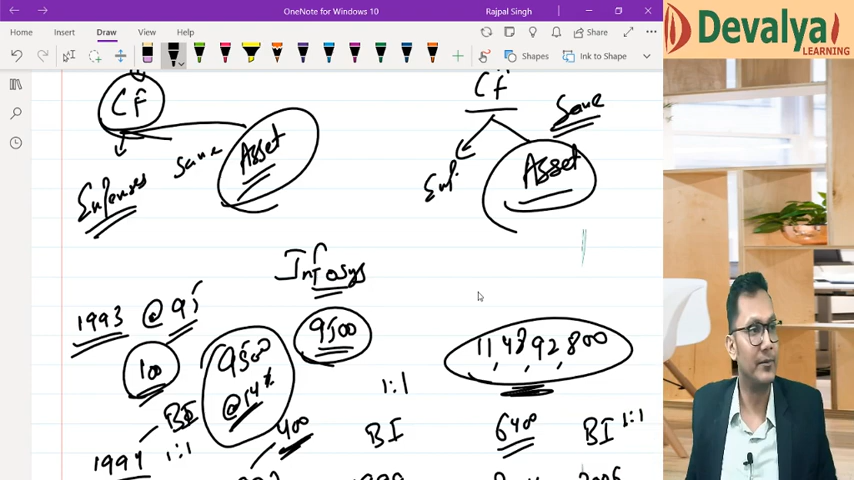 OneNote for Windows 10
Rajpal Singh
Home Insert Draw View Help
Share
Shapes
Ink to Shape
Devalya
LEARNING
CF
CF
Save
Save
Asset
Asset
Expenses
Exp.
Infosys
1993 @ 95
9500
100
9500
@14%
11,48,92,800
1:1
BI
400
BI
6400
BI 1:1
1994 1:1